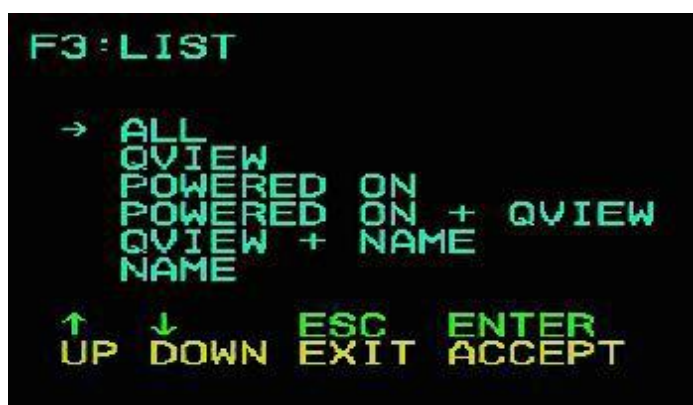 F3:LIST
→ ALL
QVIEW
POWERED ON
POWERED ON + QVIEW
QVIEW + NAME
NAME
↑ ↓ ESC ENTER
UP DOWN EXIT ACCEPT